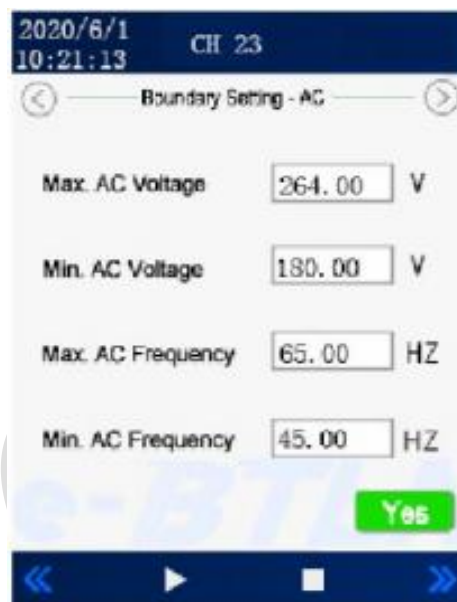 2020/6/1
10:21:13
CH 23
Boundary Setting - AC
Max. AC Voltage 264.00 V
Min. AC Voltage 180.00 V
Max. AC Frequency 65.00 HZ
Min. AC Frequency 45.00 HZ
Yes